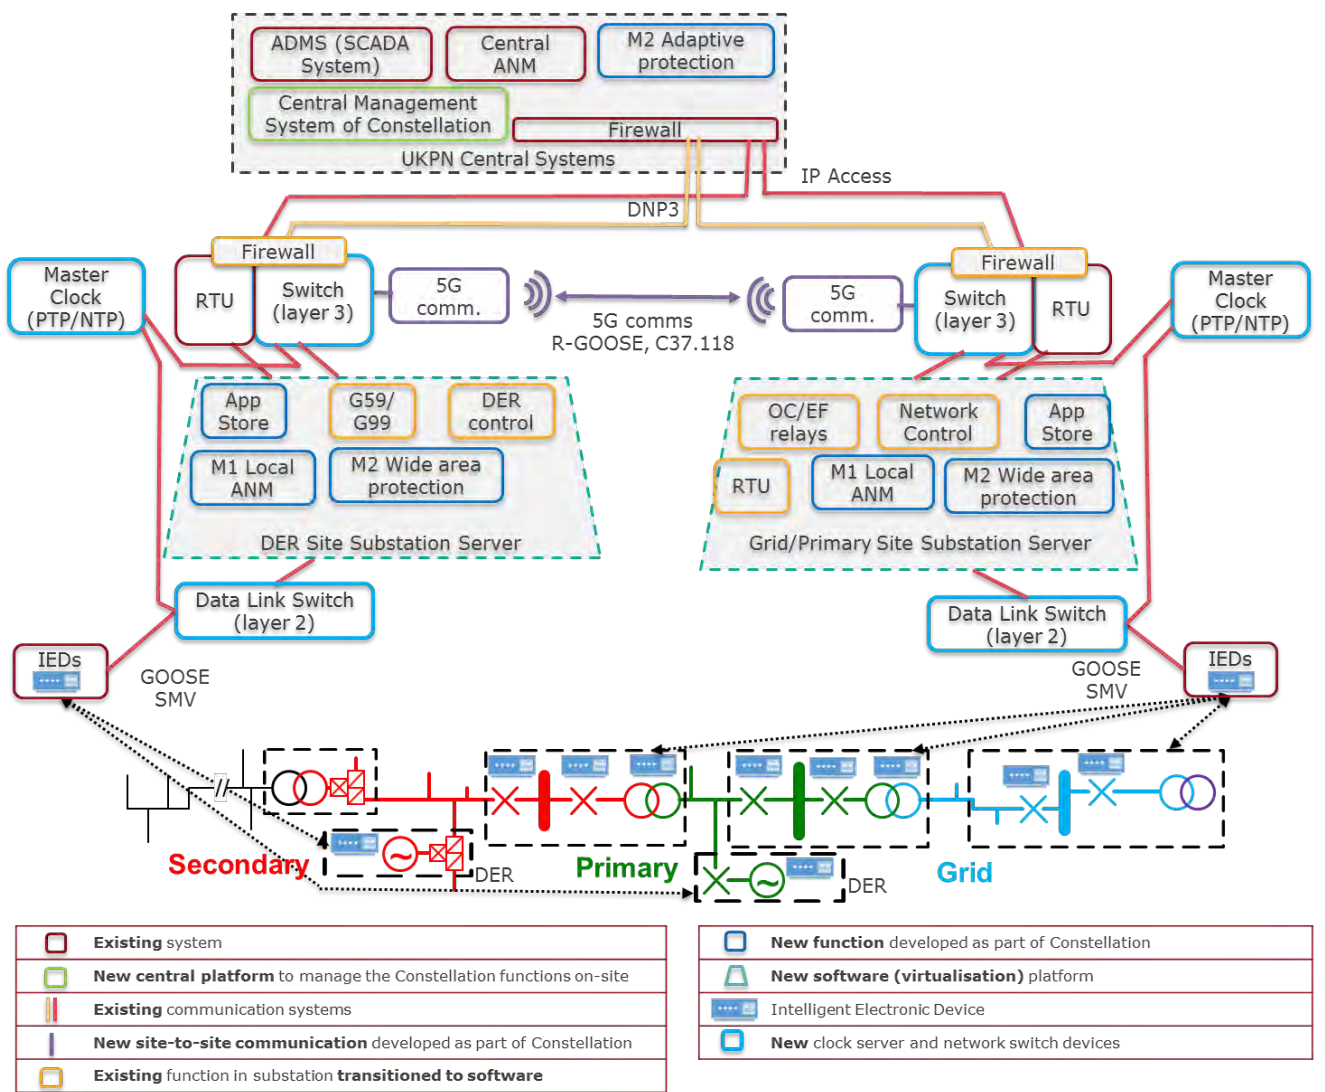 ADMS (SCADA
System)
Central
ANM
M2 Adaptive
protection
Central Management
System of Constellation
Firewall
UKPN Central Systems
IP Access
DNP3
Firewall
Master
Clock
(PTP/NTP)
RTU
Switch
(layer 3)
5G
comm.
5G comms
R-GOOSE, C37.118
5G
comm.
Firewall
Switch
(layer 3)
RTU
Master
Clock
(PTP/NTP)
App
Store
G59/
G99
DER
control
M1 Local
ANM
M2 Wide area
protection
DER Site Substation Server
OC/EF
relays
Network
Control
App
Store
RTU
M1 Local
ANM
M2 Wide area
protection
Grid/Primary Site Substation Server
Data Link Switch
(layer 2)
Data Link Switch
(layer 2)
IEDs
GOOSE
SMV
GOOSE
SMV
IEDs
Secondary
DER
Primary
DER
Grid
Existing system
New central platform to manage the Constellation functions on-site
Existing communication systems
New site-to-site communication developed as part of Constellation
Existing function in substation transitioned to software
New function developed as part of Constellation
New software (virtualisation) platform
Intelligent Electronic Device
New clock server and network switch devices